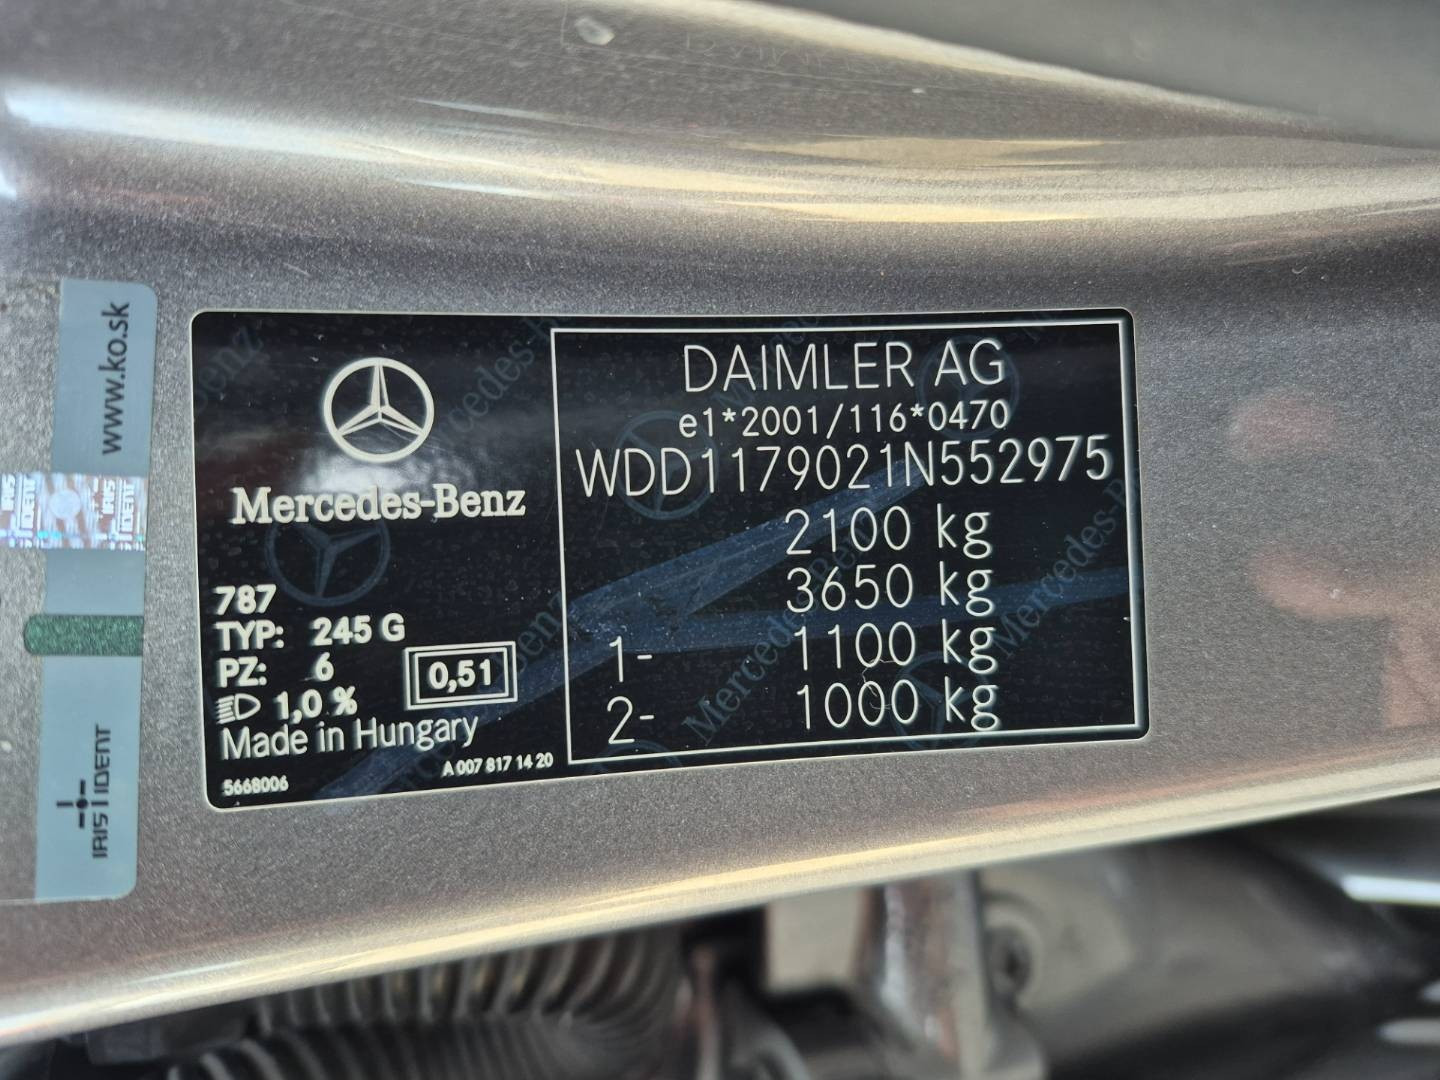 www.ko.sk
IRIS IDENT
IRIS IDENT
Mercedes-Benz
787
TYP: 245 G
PZ: 6
1,0 %
0,51
Made in Hungary
5668006
A 007 817 14 20
DAIMLER AG
e1*2001/116*0470
WDD1179021N552975
2100 kg
3650 kg
1- 1100 kg
2- 1000 kg